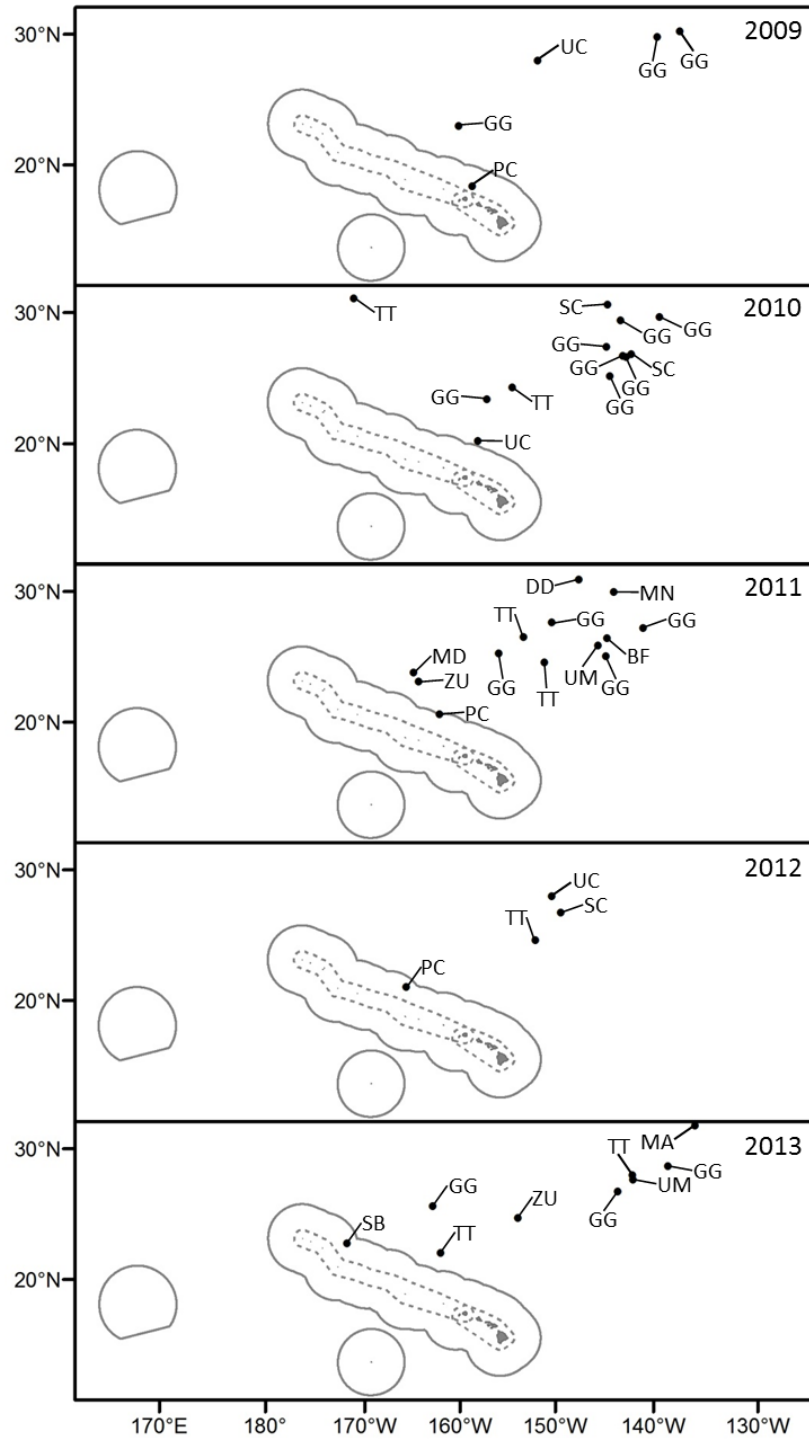 30°N
2009
UC
GG
GG
GG
PC
20°N
30°N
2010
TT
SC
GG
GG
GG
GG
SC
GG
GG
GG
TT
20°N
UC
30°N
2011
DD
MN
TT
GG
GG
MD
BF
ZU
GG
UM
GG
TT
PC
20°N
30°N
2012
UC
SC
TT
PC
20°N
30°N
2013
MA
TT
GG
UM
GG
ZU
GG
SB
TT
20°N
170°E
180°
170°W
160°W
150°W
140°W
130°W